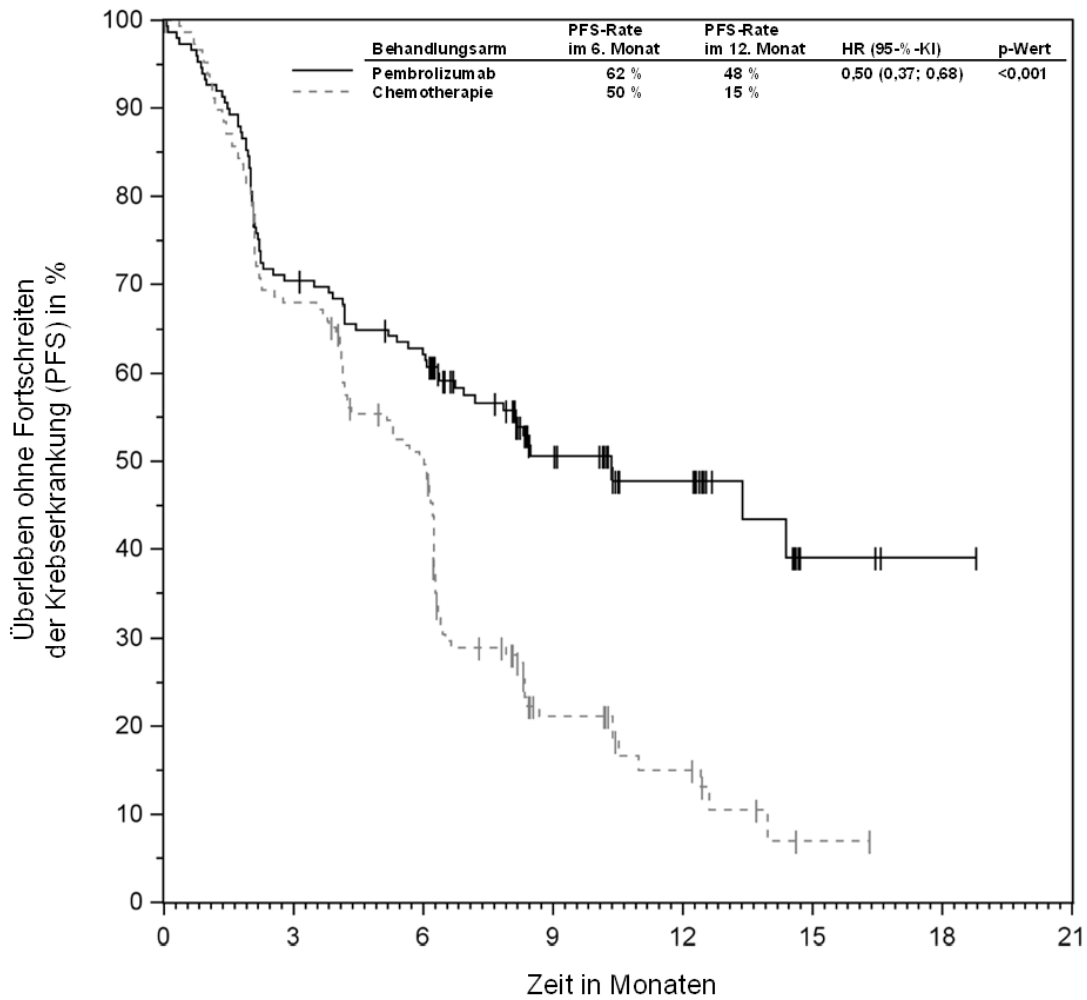 PFS-Rate PFS-Rate
Behandlungsarm im 6. Monat im 12. Monat HR (95-%-KI) p-Wert
Pembrolizumab 62 % 48 % 0,50 (0,37; 0,68) <0,001
Chemotherapie 50 % 15 %
Überleben ohne Fortschreiten
der Krebserkrankung (PFS) in %
100
90
80
70
60
50
40
30
20
10
0
0 3 6 9 12 15 18 21
Zeit in Monaten